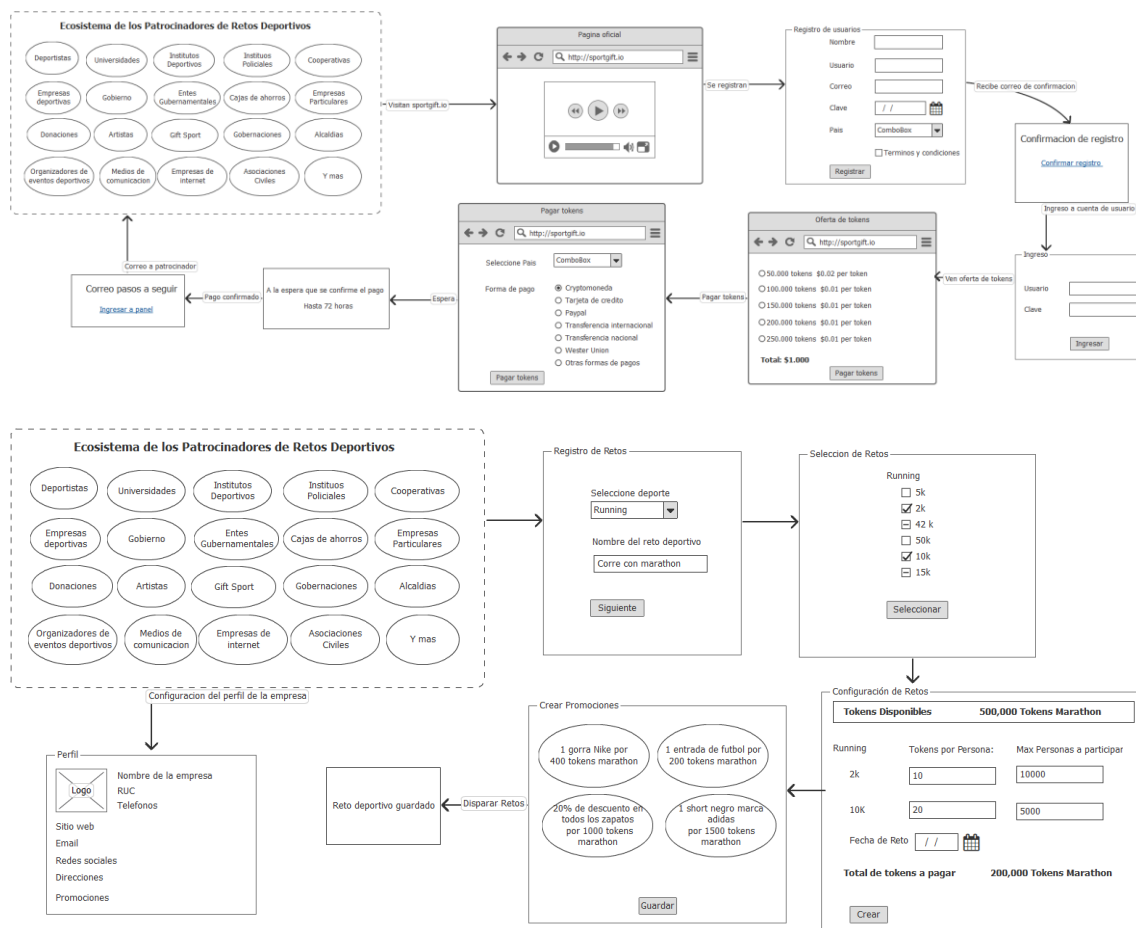 Ecosistema de los Patrocinadores de Retos Deportivos
Deportistas
Universidades
Institutos
Deportivos
Instituos
Policiales
Cooperativas
Empresas
deportivas
Gobierno
Entes
Gubernamentales
Cajas de ahorros
Empresas
Particulares
Donaciones
Artistas
Gift Sport
Gobernaciones
Alcaldias
Organizadores de
eventos deportivos
Medios de
comunicacion
Empresas de
internet
Asociaciones
Civiles
Y mas
Visitan sportgift.io
Pagina oficial
http://sportgift.io
Se registran
Registro de usuarios
Nombre
Usuario
Correo
Clave
/ /
Pais
ComboBox
Terminos y condiciones
Registrar
Recibe correo de confirmacion
Confirmacion de registro
Confirmar registro
Ingreso a cuenta de usuario
Ingreso
Usuario
Clave
Ingresar
Ven oferta de tokens
Oferta de tokens
http://sportgift.io
50.000 tokens $0.02 per token
100.000 tokens $0.01 per token
150.000 tokens $0.01 per token
200.000 tokens $0.01 per token
250.000 tokens $0.01 per token
Total: $1.000
Pagar tokens
Pagar tokens
Pagar tokens
http://sportgift.io
Seleccione Pais
ComboBox
Forma de pago
Cryptomoneda
Tarjeta de credito
Paypal
Transferencia internacional
Transferencia nacional
Wester Union
Otras formas de pagos
Pagar tokens
Espera
A la espera que se confirme el pago
Hasta 72 horas
Pago confirmado
Correo pasos a seguir
Ingresar a panel
Correo a patrocinador
Ecosistema de los Patrocinadores de Retos Deportivos
Deportistas
Universidades
Institutos
Deportivos
Instituos
Policiales
Cooperativas
Empresas
deportivas
Gobierno
Entes
Gubernamentales
Cajas de ahorros
Empresas
Particulares
Donaciones
Artistas
Gift Sport
Gobernaciones
Alcaldias
Organizadores de
eventos deportivos
Medios de
comunicacion
Empresas de
internet
Asociaciones
Civiles
Y mas
Registro de Retos
Seleccione deporte
Running
Nombre del reto deportivo
Corre con marathon
Siguiente
Seleccion de Retos
Running
5k
2k
42 k
50k
10k
15k
Seleccionar
Configuración de Retos
Tokens Disponibles 500,000 Tokens Marathon
Running Tokens por Persona: Max Personas a participar
2k 10 10000
10K 20 5000
Fecha de Reto / /
Total de tokens a pagar 200,000 Tokens Marathon
Crear
Crear Promociones
1 gorra Nike por
400 tokens marathon
1 entrada de futbol por
200 tokens marathon
20% de descuento en
todos los zapatos
por 1000 tokens
marathon
1 short negro marca
adidas
por 1500 tokens
marathon
Guardar
Disparar Retos
Reto deportivo guardado
Configuracion del perfil de la empresa
Perfil
Logo
Nombre de la empresa
RUC
Telefonos
Sitio web
Email
Redes sociales
Direcciones
Promociones